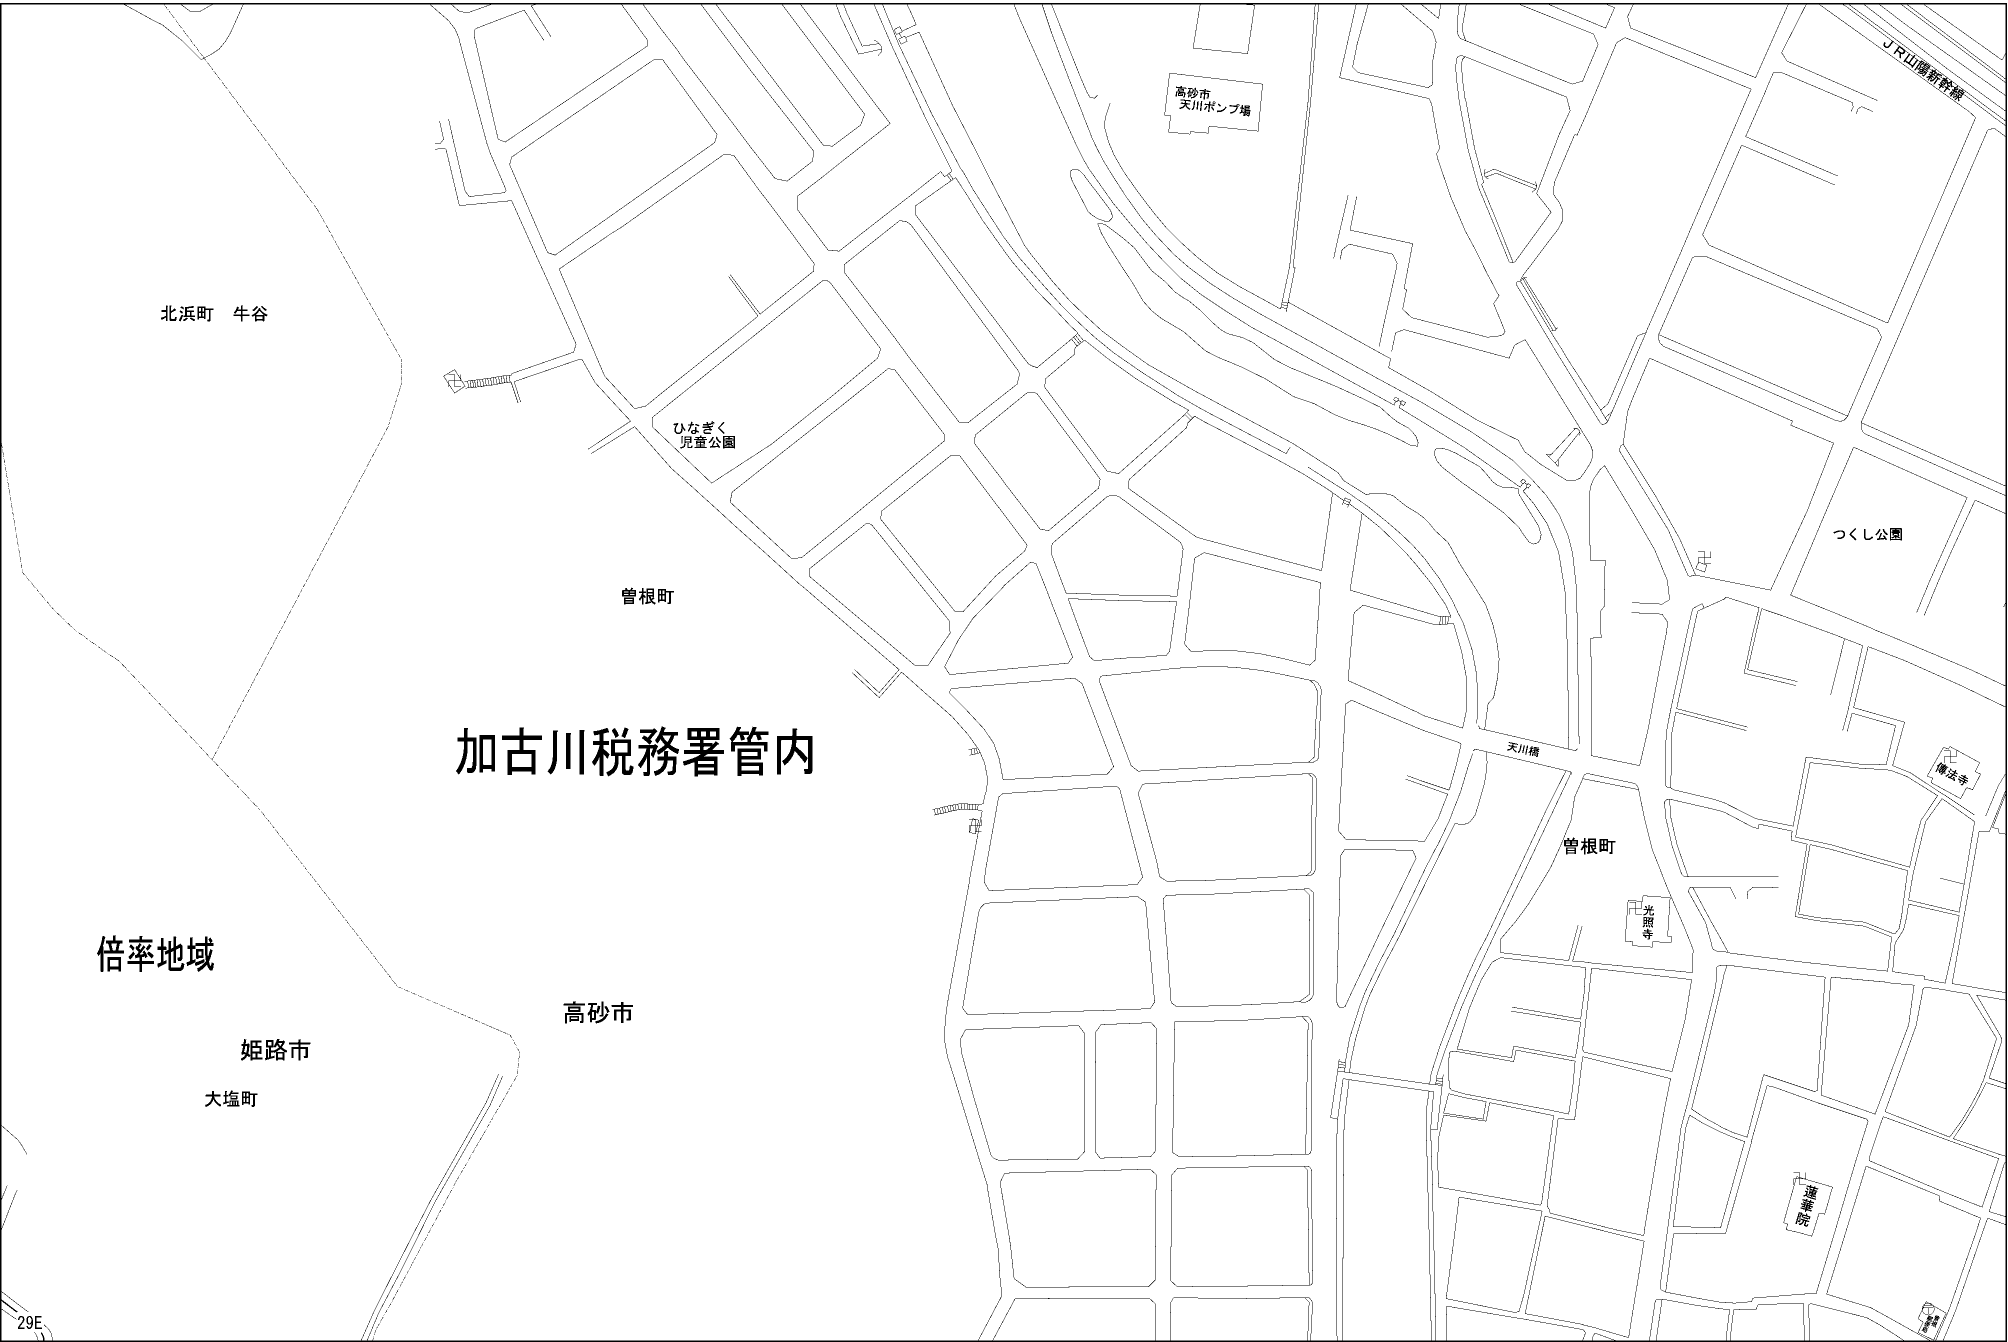 JR山陽新幹線
高砂市
天川ポンプ場
北浜町 牛谷
ひなぎく
児童公園
つくし公園
曽根町
加古川税務署管内
天川橋
傳法寺
曽根町
光照寺
倍率地域
高砂市
姫路市
大塩町
蓮華院
29E